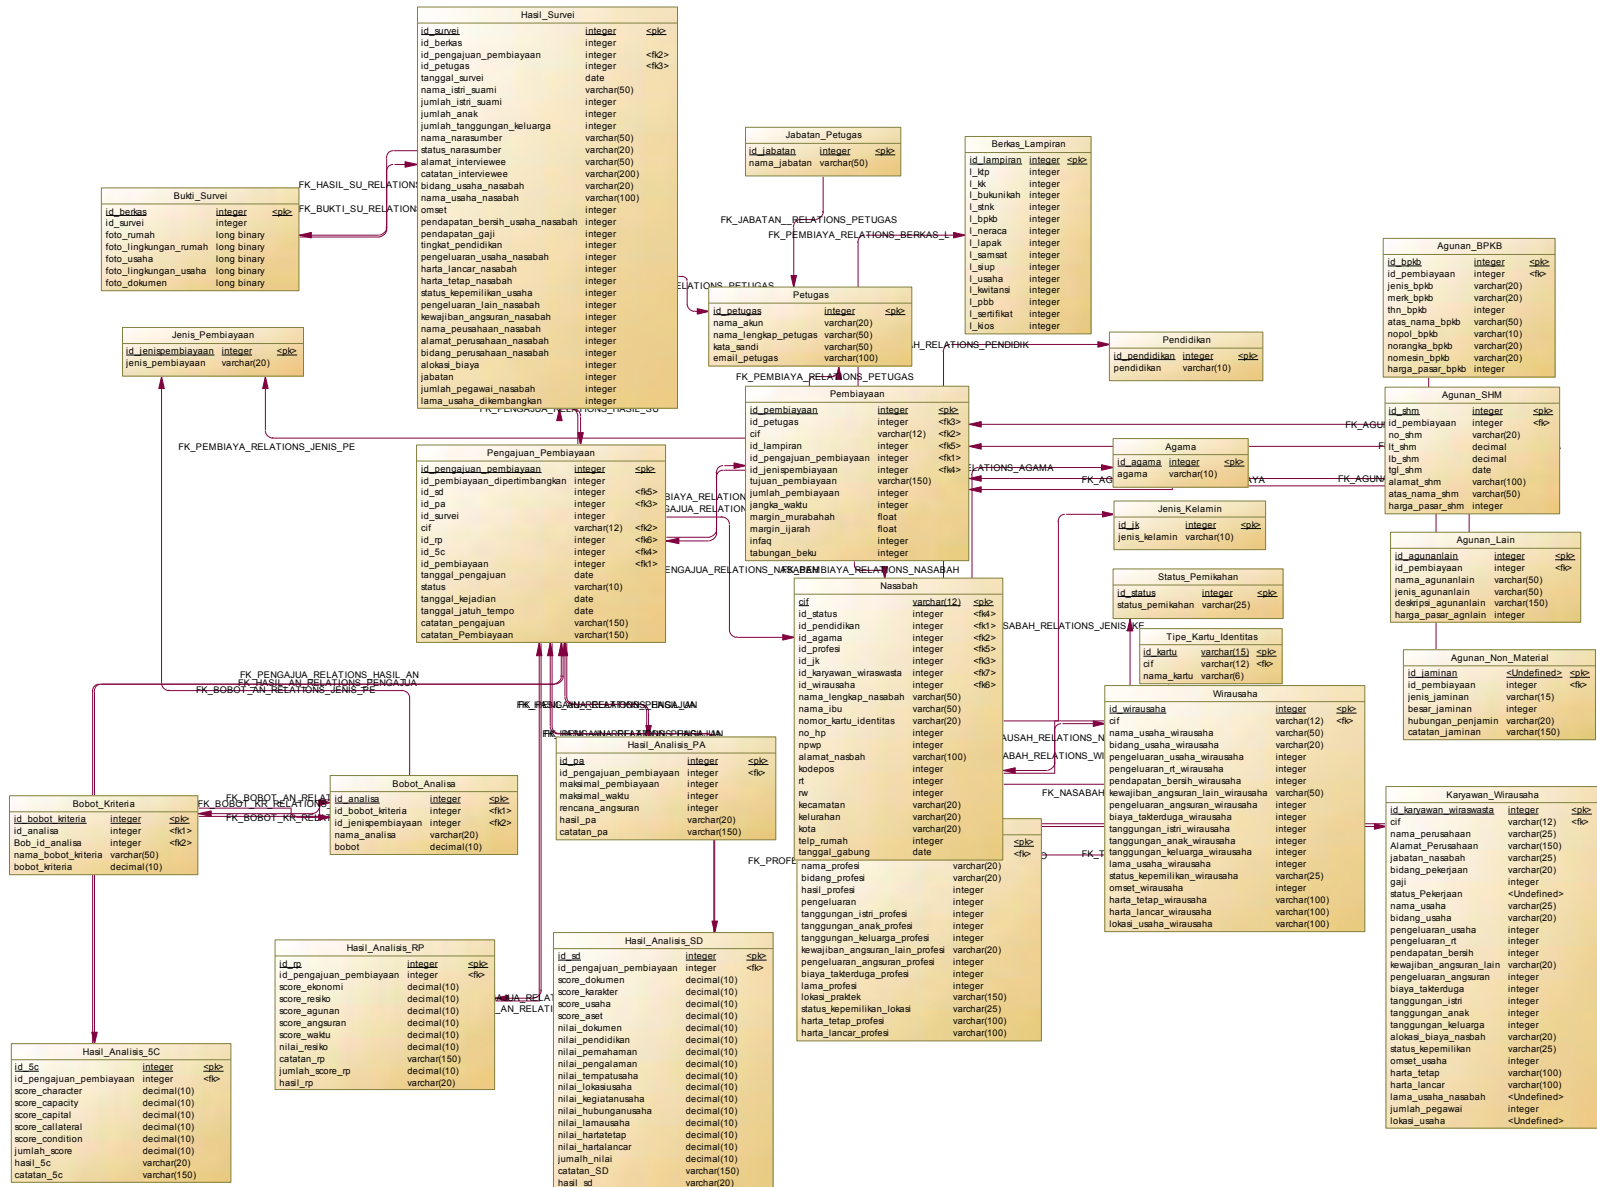 Hasil_Survei
id_survei integer <pk>
id_berkas integer
id_pengajuan_pembiayaan integer <fk2>
id_petugas integer <fk3>
tanggal_survei date
nama_istri_suami varchar(50)
jumlah_istri_suami integer
jumlah_anak integer
jumlah_tanggungan_keluarga integer
nama_narasumber varchar(50)
status_narasumber varchar(20)
alamat_interviewee varchar(50)
catatan_interviewee varchar(200)
bidang_usaha_nasabah varchar(20)
nama_usaha_nasabah varchar(100)
omset integer
pendapatan_bersih_usaha_nasabah integer
pendapatan_gaji integer
tingkat_pendidikan integer
pengeluaran_usaha_nasabah integer
harta_lancar_nasabah integer
harta_tetap_nasabah integer
status_kepemilikan_usaha integer
pengeluaran_lain_nasabah integer
kewajiban_angsuran_nasabah integer
nama_peusahaan_nasabah integer
alamat_perusahaan_nasabah integer
bidang_perusahaan_nasabah integer
alokasi_biaya integer
jabatan integer
jumlah_pegawai_nasabah integer
lama_usaha_dikembangkan integer
Jabatan_Petugas
id_jabatan integer <pk>
nama_jabatan varchar(50)
Berkas_Lampiran
id_lampiran integer <pk>
l_ktp integer
l_kk integer
l_bukunikah integer
l_stnk integer
l_bpkb integer
l_neraca integer
l_lapak integer
l_samsat integer
l_siup integer
l_usaha integer
l_kwitansi integer
l_pbb integer
l_sertifikat integer
l_kios integer
FK_HASIL_SU_RELATIONS
FK_BUKTI_SU_RELATIONS
Bukti_Survei
id_berkas integer <pk>
id_survei integer
foto_rumah long binary
foto_lingkungan_rumah long binary
foto_usaha long binary
foto_lingkungan_usaha long binary
foto_dokumen long binary
FK_JABATAN_RELATIONS_PETUGAS
FK_PEMBIAYA_RELATIONS_BERKAS_L
ELATIONS_PETUGAS
Petugas
id_petugas integer <pk>
nama_akun varchar(20)
nama_lengkap_petugas varchar(50)
kata_sandi varchar(50)
email_petugas varchar(100)
AH_RELATIONS_PENDIDIK
Pendidikan
id_pendidikan integer <pk>
pendidikan varchar(10)
Agunan_BPKB
id_bpkb integer <pk>
id_pembiayaan integer <fk>
jenis_bpkb varchar(20)
merk_bpkb varchar(20)
thn_bpkb integer
atas_nama_bpkb varchar(50)
nopol_bpkb varchar(10)
norangka_bpkb varchar(20)
nomesin_bpkb varchar(20)
harga_pasar_bpkb integer
Jenis_Pembiayaan
id_jenispembiayaan integer <pk>
jenis_pembiayaan varchar(20)
FK_PEMBIAYA_RELATIONS_PETUGAS
FK_PENGAJUA_RELATIONS_HASIL_SU
FK_PEMBIAYA_RELATIONS_JENIS_PE
Pembiayaan
id_pembiayaan integer <pk>
id_petugas integer <fk3>
cif varchar(12) <fk2>
id_lampiran integer <fk5>
id_pengajuan_pembiayaan integer <fk1>
id_jenispembiayaan integer <fk4>
tujuan_pembiayaan varchar(150)
jumlah_pembiayaan integer
jangka_waktu integer
margin_murabahah float
margin_ijarah float
infaq integer
tabungan_beku integer
Agunan_SHM
id_shm integer <pk>
id_pembiayaan integer <fk>
no_shm varchar(20)
lt_shm decimal
lb_shm decimal
tgl_shm date
alamat_shm varchar(100)
atas_nama_shm varchar(50)
harga_pasar_shm integer
FK_AGU
FK_AGUN
FK_AG
AYA
Agama
id_agama integer <pk>
agama varchar(10)
ELATIONS_AGAMA
Pengajuan_Pembiayaan
id_pengajuan_pembiayaan integer <pk>
id_pembiayaan_dipertimbangkan integer
id_sd integer <fk5>
id_pa integer <fk3>
id_survei integer
cif varchar(12) <fk2>
id_rp integer <fk6>
id_5c integer <fk4>
id_pembiayaan integer <fk1>
tanggal_pengajuan date
status varchar(10)
tanggal_kejadian date
tanggal_jatuh_tempo date
catatan_pengajuan varchar(150)
catatan_Pembiayaan varchar(150)
BIAYA_RELATION
GAJUA_RELATION
Jenis_Kelamin
id_jk integer <pk>
jenis_kelamin varchar(10)
Agunan_Lain
id_agunanlain integer <pk>
id_pembiayaan integer <fk>
nama_agunanlain varchar(50)
jenis_agunanlain varchar(50)
deskripsi_agunanlain varchar(150)
harga_pasar_agnlain integer
Status_Pernikahan
id_status integer <pk>
status_pernikahan varchar(25)
Nasabah
cif varchar(12) <pk>
id_status integer <fk4>
id_pendidikan integer <fk1>
id_agama integer <fk2>
id_profesi integer <fk5>
id_jk integer <fk3>
id_karyawan_wiraswasta integer <fk7>
id_wirausaha integer <fk6>
nama_lengkap_nasabah varchar(50)
nama_ibu varchar(50)
nomor_kartu_identitas varchar(20)
no_hp integer
npwp integer
alamat_nasbah varchar(100)
kodepos integer
rt integer
rw integer
kecamatan varchar(20)
kelurahan varchar(20)
kota varchar(20)
telp_rumah integer
tanggal_gabung date
SABAH_RELATIONS_JENIS_KE
Tipe_Kartu_Identitas
id_kartu varchar(15) <pk>
cif varchar(12) <fk>
nama_kartu varchar(6)
Agunan_Non_Material
id_jaminan <Undefined> <pk>
id_pembiayaan integer <fk>
jenis_jaminan varchar(15)
besar_jaminan integer
hubungan_penjamin varchar(20)
catatan_jaminan varchar(150)
FK_PENGAJUA_RELATIONS_HASIL_AN
FK_HASIL_AN_RELATIONS_PENGAJUA
FK_BOBOT_AN_RELATIONS_JENIS_PE
Wirausaha
id_wirausaha integer <pk>
cif varchar(12) <fk>
nama_usaha_wirausaha varchar(50)
bidang_usaha_wirausaha varchar(20)
pengeluaran_usaha_wirausaha integer
pengeluaran_rt_wirausaha integer
pendapatan_bersih_wirausaha integer
kewajiban_angsuran_lain_wirausaha varchar(50)
pengeluaran_angsuran_wirausaha integer
biaya_takterduga_wirausaha integer
tanggungan_istri_wirausaha integer
tanggungan_anak_wirausaha integer
tanggungan_keluarga_wirausaha integer
lama_usaha_wirausaha integer
status_kepemilikan_wirausaha varchar(25)
omset_wirausaha integer
harta_tetap_wirausaha varchar(100)
harta_lancar_wirausaha varchar(100)
lokasi_usaha_wirausaha varchar(100)
AUSAH_RELATIONS_N
ABAH_RELATIONS_WI
FK_NASABAH
Hasil_Analisis_PA
id_pa integer <pk>
id_pengajuan_pembiayaan integer <fk>
maksimal_pembiayaan integer
maksimal_waktu integer
rencana_angsuran integer
hasil_pa varchar(20)
catatan_pa varchar(150)
Bobot_Analisa
id_analisa integer <pk>
id_bobot_kriteria integer <fk1>
id_jenispembiayaan integer <fk2>
nama_analisa varchar(20)
bobot decimal(10)
FK_BOBOT_AN_RELAT
FK_BOBOT_KR_RELATIONS_
FK_BOBOT_KR_RELAT
Bobot_Kriteria
id_bobot_kriteria integer <pk>
id_analisa integer <fk1>
Bob_id_analisa integer <fk2>
nama_bobot_kriteria varchar(50)
bobot_kriteria decimal(10)
Karyawan_Wirausaha
id_karyawan_wiraswasta integer <pk>
cif varchar(12) <fk>
nama_perusahaan varchar(25)
Alamat_Perusahaan varchar(150)
jabatan_nasabah varchar(25)
bidang_pekerjaan varchar(20)
gaji integer
status_Pekerjaan <Undefined>
nama_usaha varchar(25)
bidang_usaha varchar(20)
pengeluaran_usaha integer
pengeluaran_rt integer
pendapatan_bersih integer
kewajiban_angsuran_lain varchar(20)
pengeluaran_angsuran integer
biaya_takterduga integer
tanggungan_istri integer
tanggungan_anak integer
tanggungan_keluarga integer
alokasi_biaya_nasbah varchar(20)
status_kepemilikan varchar(25)
omset_usaha integer
harta_tetap varchar(100)
harta_lancar varchar(100)
lama_usaha_nasabah <Undefined>
jumlah_pegawai integer
lokasi_usaha <Undefined>
FK_PROFE
FK_T
<pk>
<fk>
nama_profesi varchar(20)
bidang_profesi varchar(20)
hasil_profesi integer
pengeluaran integer
tanggungan_istri_profesi integer
tanggungan_anak_profesi integer
tanggungan_keluarga_profesi integer
kewajiban_angsuran_lain_profesi varchar(20)
pengeluaran_angsuran_profesi integer
biaya_takterduga_profesi integer
lama_profesi integer
lokasi_praktek varchar(150)
status_kepemilikan_lokasi varchar(25)
harta_tetap_profesi varchar(100)
harta_lancar_profesi varchar(100)
Hasil_Analisis_RP
id_rp integer <pk>
id_pengajuan_pembiayaan integer <fk>
score_ekonomi decimal(10)
score_resiko decimal(10)
score_agunan decimal(10)
score_angsuran decimal(10)
score_waktu decimal(10)
nilai_resiko decimal(10)
catatan_rp varchar(150)
jumlah_score_rp decimal(10)
hasil_rp varchar(20)
AJUA_RELAT
_AN_RELATI
Hasil_Analisis_SD
id_sd integer <pk>
id_pengajuan_pembiayaan integer <fk>
score_dokumen decimal(10)
score_karakter decimal(10)
score_usaha decimal(10)
score_aset decimal(10)
nilai_dokumen decimal(10)
nilai_pendidikan decimal(10)
nilai_pemahaman decimal(10)
nilai_pengalaman decimal(10)
nilai_tempatusaha decimal(10)
nilai_lokasiusaha decimal(10)
nilai_kegiatanusaha decimal(10)
nilai_hubunganusaha decimal(10)
nilai_lamausaha decimal(10)
nilai_hartatetap decimal(10)
nilai_hartalancar decimal(10)
jumalh_nilai decimal(10)
catatan_SD varchar(150)
hasil_sd varchar(20)
Hasil_Analisis_5C
id_5c integer <pk>
id_pengajuan_pembiayaan integer <fk>
score_character decimal(10)
score_capacity decimal(10)
score_capital decimal(10)
score_callateral decimal(10)
score_condition decimal(10)
jumlah_score decimal(10)
hasil_5c varchar(20)
catatan_5c varchar(150)